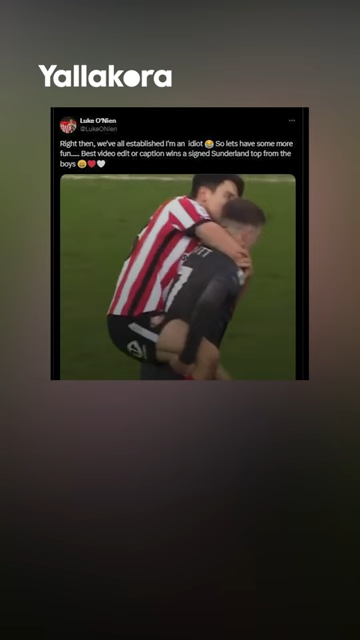 Yallakora
Luke O'Nien
@LukeONien
Right then, we've all established I'm an idiot 😭 So lets have some more
fun..... Best video edit or caption wins a signed Sunderland top from the
boys 😄❤️🤍